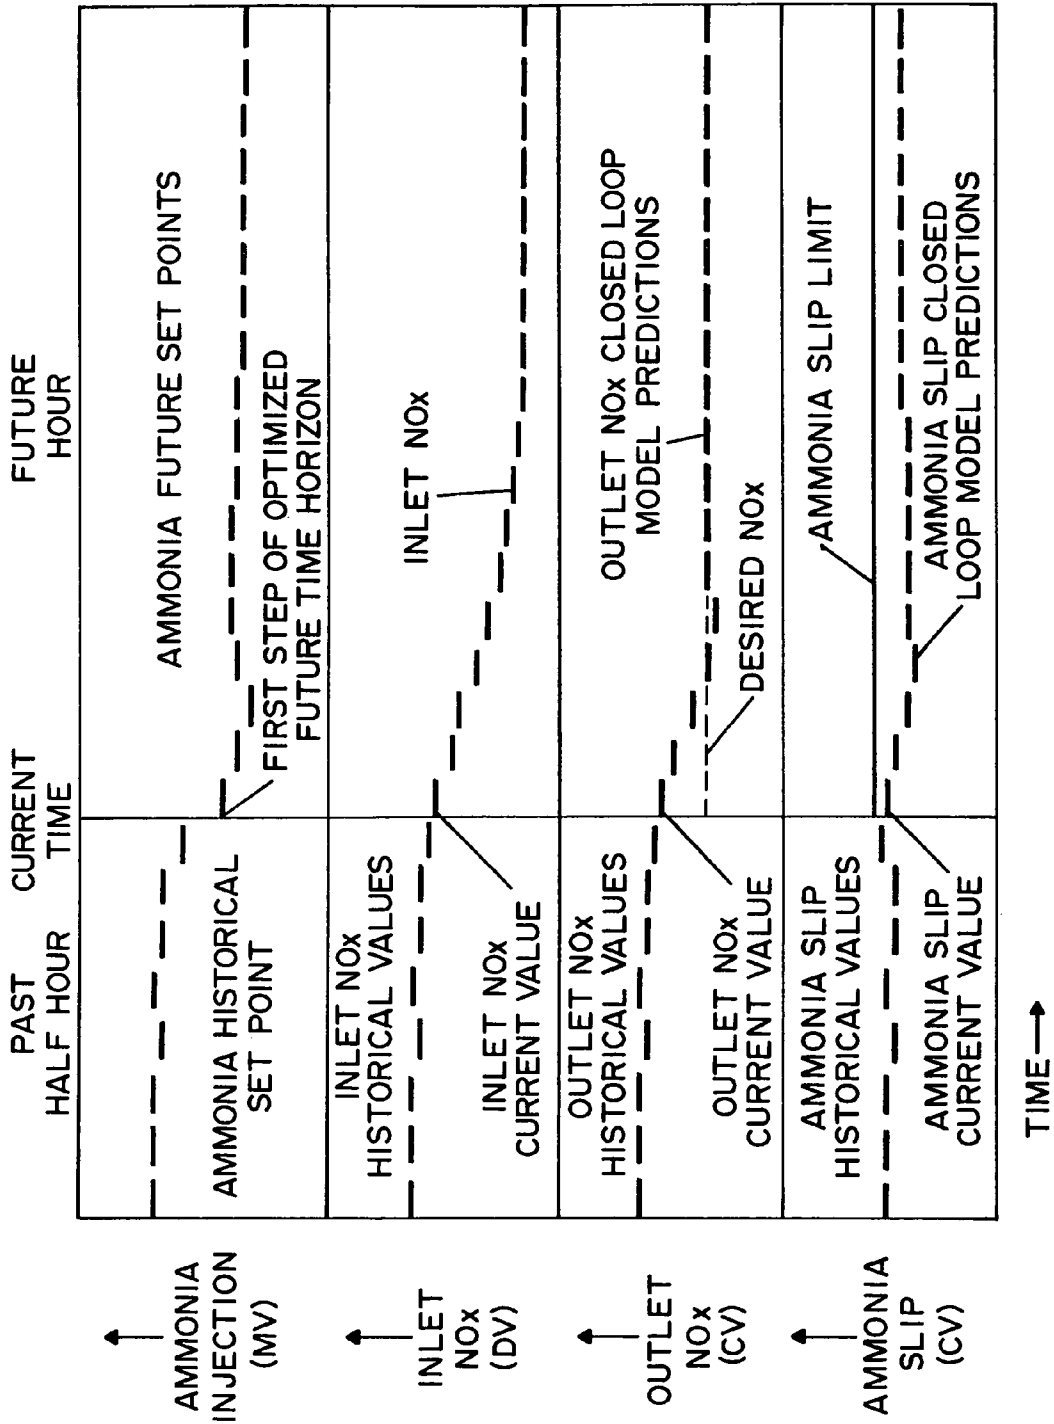 PAST
HALF HOUR
CURRENT
TIME
FUTURE
HOUR
AMMONIA
INJECTION
(MV)
AMMONIA HISTORICAL
SET POINT
AMMONIA FUTURE SET POINTS
FIRST STEP OF OPTIMIZED
FUTURE TIME HORIZON
INLET
NOx
(DV)
INLET NOx
HISTORICAL VALUES
INLET NOx
CURRENT VALUE
INLET NOx
OUTLET
NOx
(CV)
OUTLET NOx
HISTORICAL VALUES
OUTLET NOx
CURRENT VALUE
OUTLET NOx CLOSED LOOP
MODEL PREDICTIONS
DESIRED NOx
AMMONIA
SLIP
(CV)
AMMONIA SLIP
HISTORICAL VALUES
AMMONIA SLIP
CURRENT VALUE
AMMONIA SLIP LIMIT
AMMONIA SLIP CLOSED
LOOP MODEL PREDICTIONS
TIME